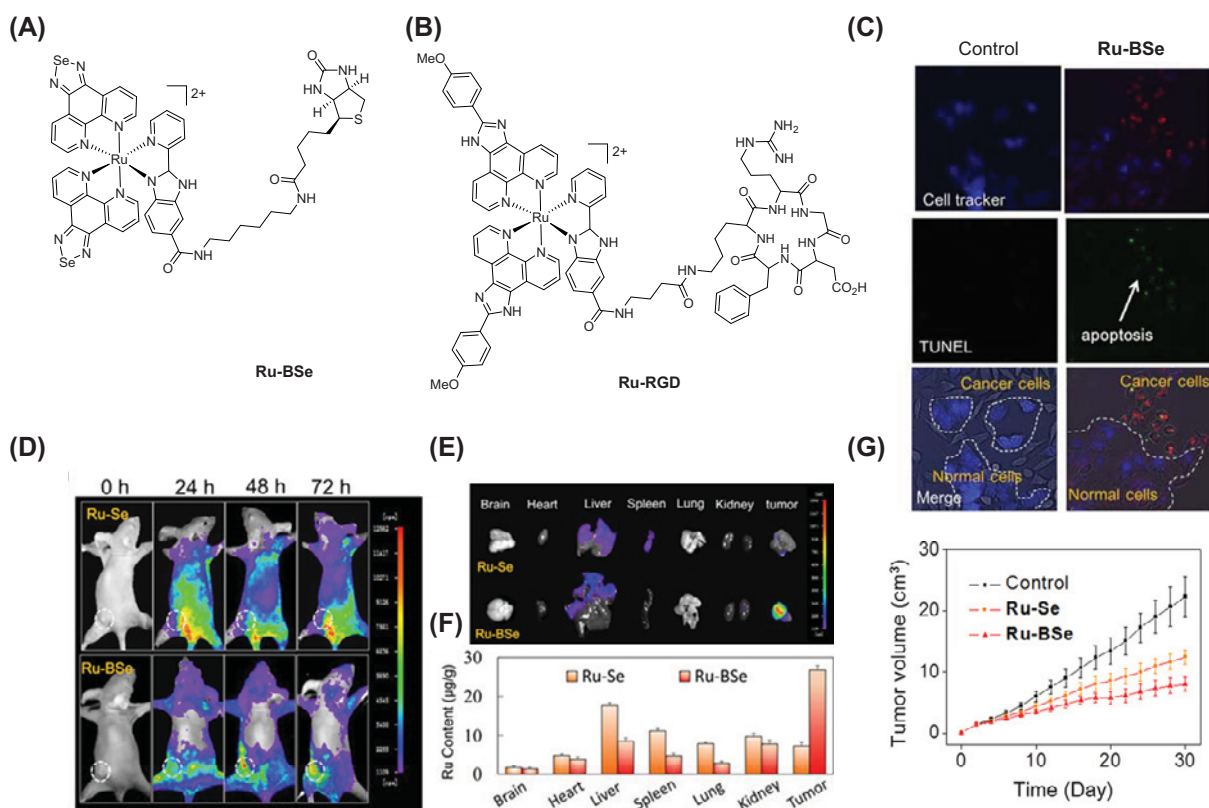 (A)
Se
N
N
2+
N
N
N
N
Ru
N
N
NH
N
N
Se
O
N
H
O
NH
O
HN
NH
H
H
S
Ru-BSe
(B)
MeO
N
HN
2+
N
N
N
N
Ru
N
N
NH
N
NH
MeO
O
N
H
O
HN
O
NH
HN
O
NH
NH2
NH
O
HN
O
O
NH
HN
O
CO2H
Ru-RGD
(C)
Control
Ru-BSe
Cell tracker
TUNEL
apoptosis
Cancer cells
Cancer cells
Normal cells
Normal cells
Merge
(D)
0 h
24 h
48 h
72 h
Ru-Se
Ru-BSe
(E)
Brain
Heart
Liver
Spleen
Lung
Kidney
tumor
Ru-Se
Ru-BSe
(F)
Ru Content (µg/g)
30
20
10
0
Ru-Se
Ru-BSe
Brain
Heart
Liver
Spleen
Lung
Kidney
Tumor
(G)
Tumor volume (cm3)
30
20
10
0
Control
Ru-Se
Ru-BSe
0
10
20
30
Time (Day)